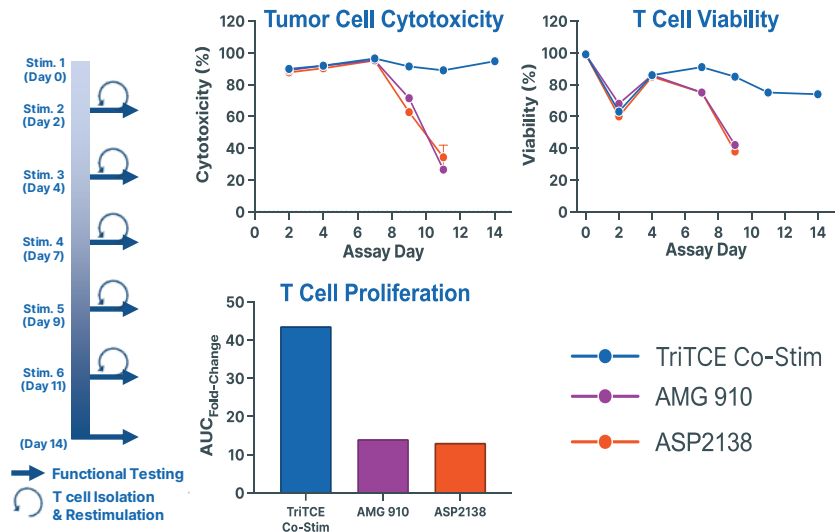 Stim. 1
(Day 0)
Stim. 2
(Day 2)
Stim. 3
(Day 4)
Stim. 4
(Day 7)
Stim. 5
(Day 9)
Stim. 6
(Day 11)
(Day 14)
Functional Testing
T cell Isolation
& Restimulation
Tumor Cell Cytotoxicity
Cytotoxicity (%)
120
100
80
60
40
20
0
0 2 4 6 8 10 12 14
Assay Day
T Cell Viability
Viability (%)
120
100
80
60
40
20
0
0 2 4 6 8 10 12 14
Assay Day
T Cell Proliferation
AUC Fold-Change
50
40
30
20
10
0
TriTCE
Co-Stim
AMG 910
ASP2138
TriTCE Co-Stim
AMG 910
ASP2138